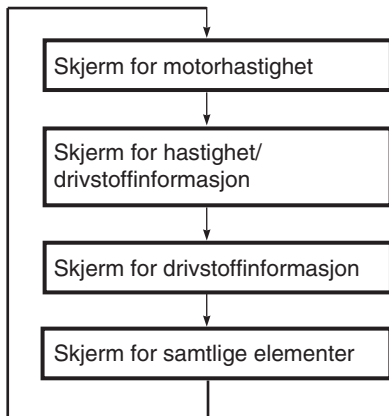 Skjerm for motorhastighet
Skjerm for hastighet/
drivstoffinformasjon
Skjerm for drivstoffinformasjon
Skjerm for samtlige elementer